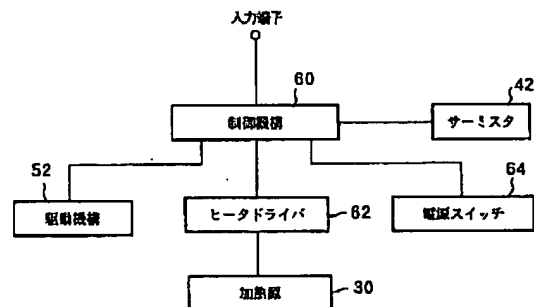 入力端子
60
制御機構
42
サーミスタ
52
駆動機構
ヒータドライバ
62
64
電源スイッチ
加熱源
30